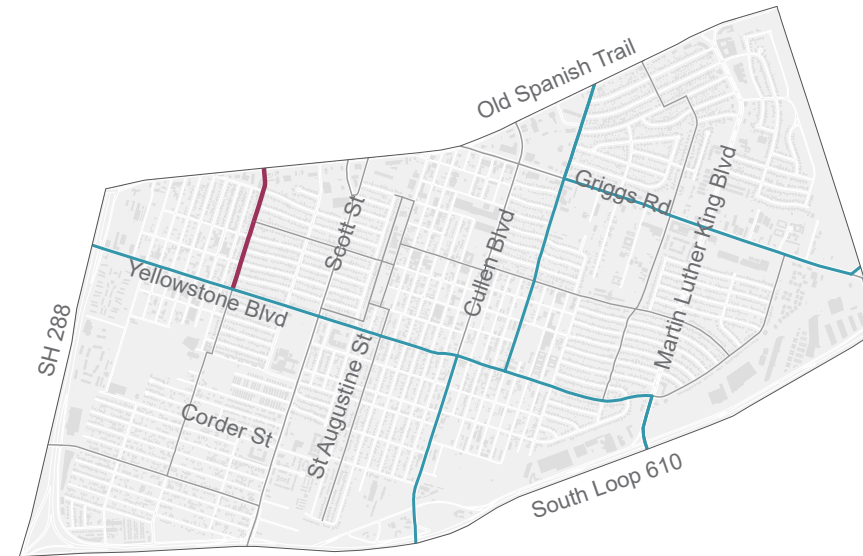 Old Spanish Trail
Griggs Rd
Martin Luther King Blvd
Scott St
Cullen Blvd
Yellowstone Blvd
SH 288
St Augustine St
Corder St
South Loop 610